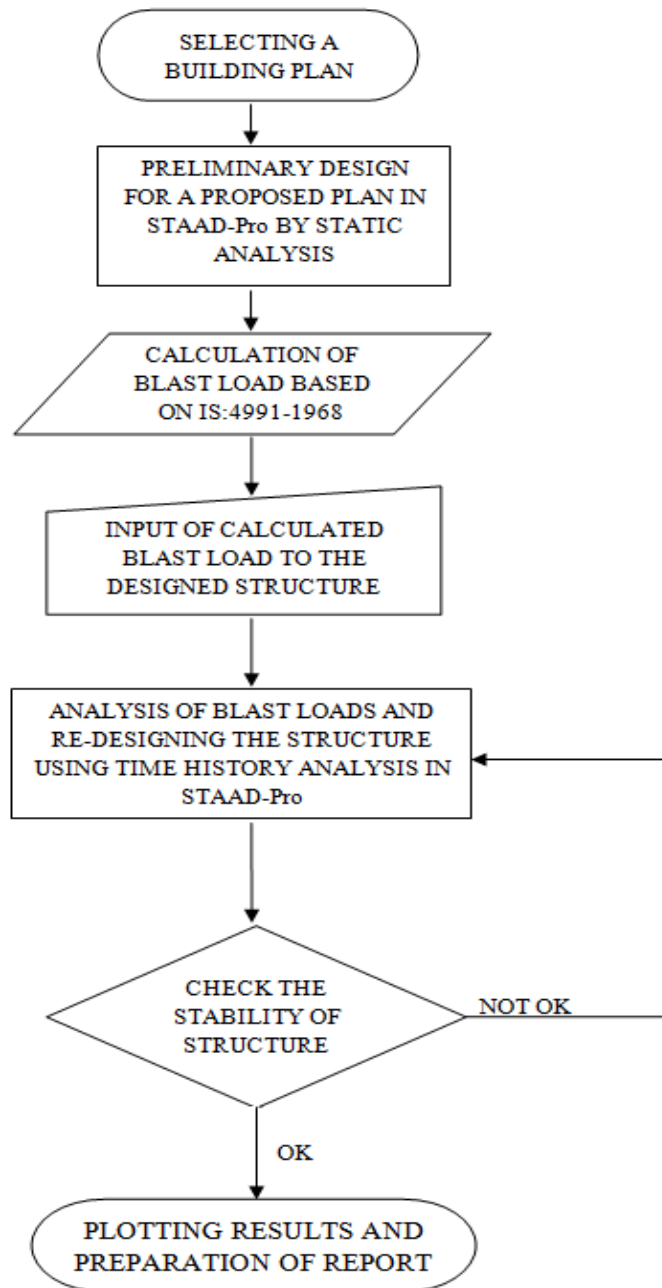 SELECTING A
BUILDING PLAN
PRELIMINARY DESIGN
FOR A PROPOSED PLAN IN
STAAD-Pro BY STATIC
ANALYSIS
CALCULATION OF
BLAST LOAD BASED
ON IS:4991-1968
INPUT OF CALCULATED
BLAST LOAD TO THE
DESIGNED STRUCTURE
ANALYSIS OF BLAST LOADS AND
RE-DESIGNING THE STRUCTURE
USING TIME HISTORY ANALYSIS IN
STAAD-Pro
CHECK THE
STABILITY OF
STRUCTURE
NOT OK
OK
PLOTTING RESULTS AND
PREPARATION OF REPORT